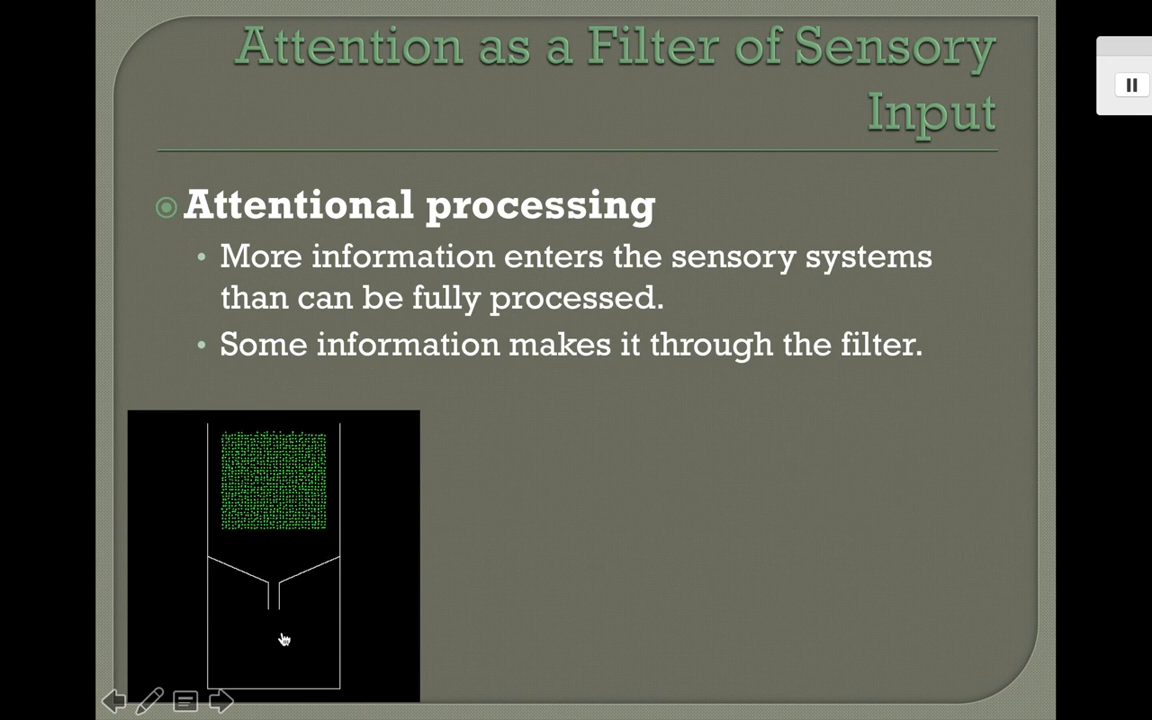 Attention as a Filter of Sensory
Input
Attentional processing
More information enters the sensory systems
than can be fully processed.
Some information makes it through the filter.